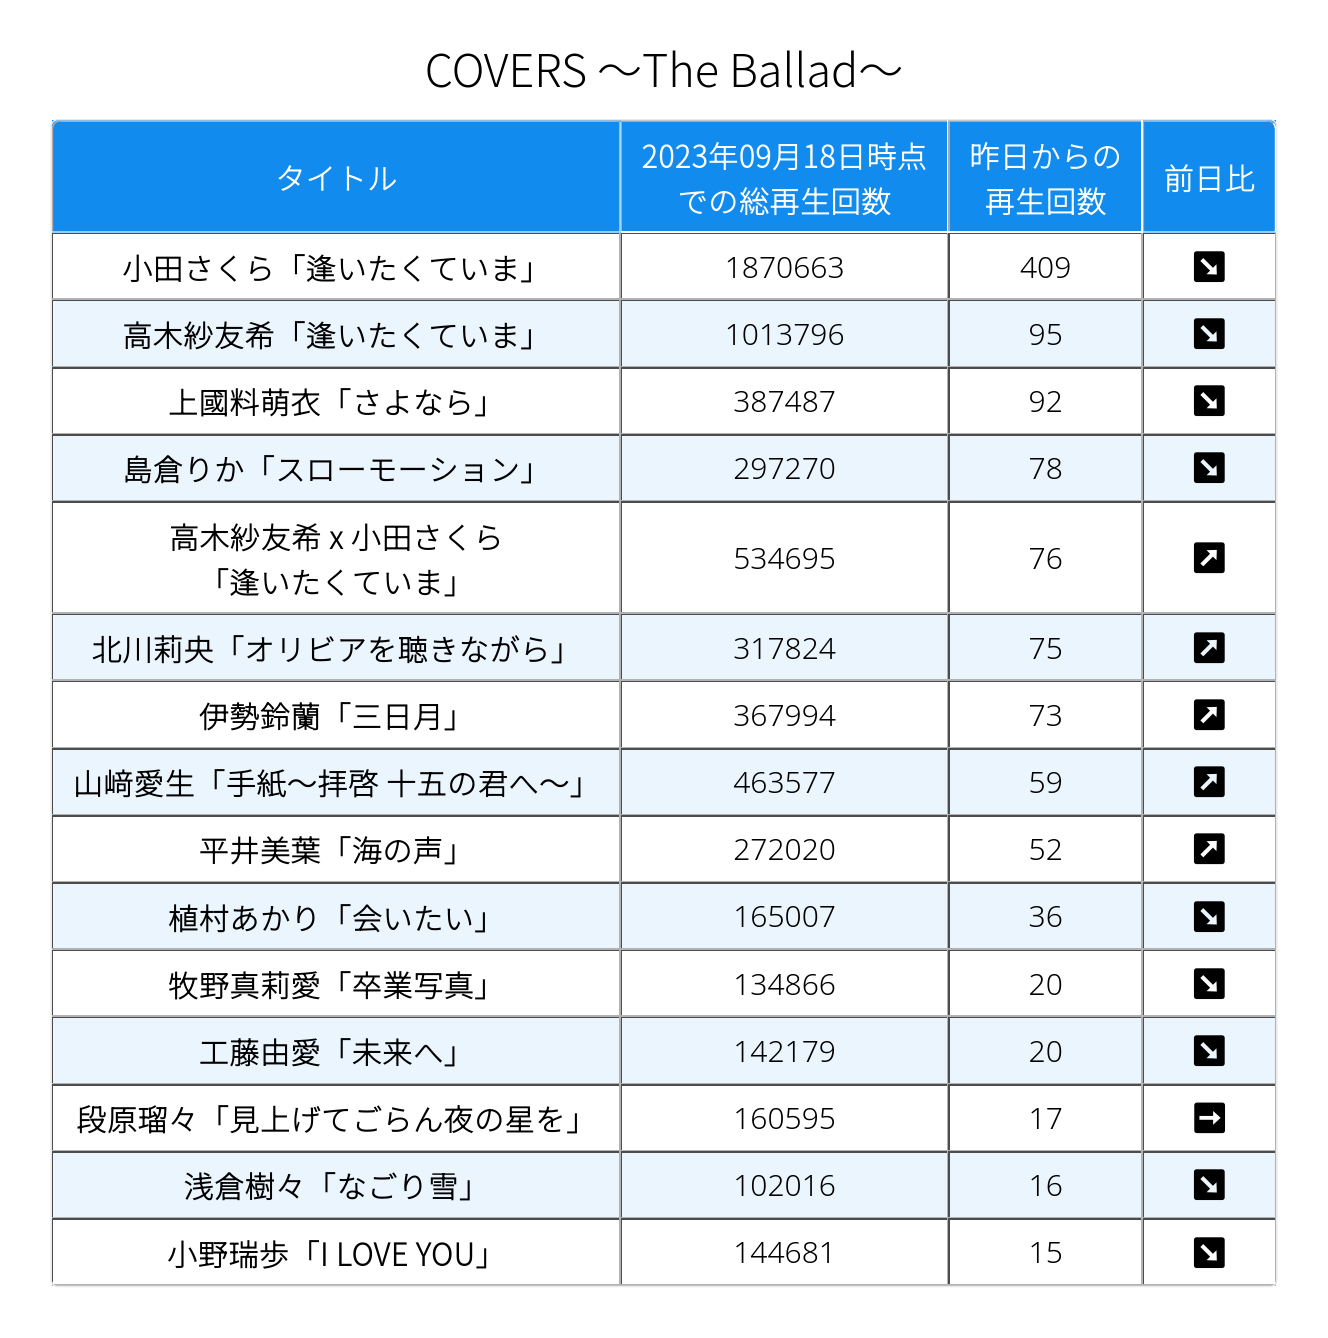 COVERS ～The Ballad～
タイトル
2023年09月18日時点
での総再生回数
昨日からの
再生回数
前日比
小田さくら「逢いたくていま」 1870663 409 ↘
高木紗友希「逢いたくていま」 1013796 95 ↘
上國料萌衣「さよなら」 387487 92 ↘
島倉りか「スローモーション」 297270 78 ↘
高木紗友希 x 小田さくら
「逢いたくていま」 534695 76 ↗
北川莉央「オリビアを聴きながら」 317824 75 ↗
伊勢鈴蘭「三日月」 367994 73 ↗
山﨑愛生「手紙～拝啓 十五の君へ～」 463577 59 ↗
平井美葉「海の声」 272020 52 ↗
植村あかり「会いたい」 165007 36 ↘
牧野真莉愛「卒業写真」 134866 20 ↘
工藤由愛「未来へ」 142179 20 ↘
段原瑠々「見上げてごらん夜の星を」 160595 17 →
浅倉樹々「なごり雪」 102016 16 ↘
小野瑞歩「I LOVE YOU」 144681 15 ↘